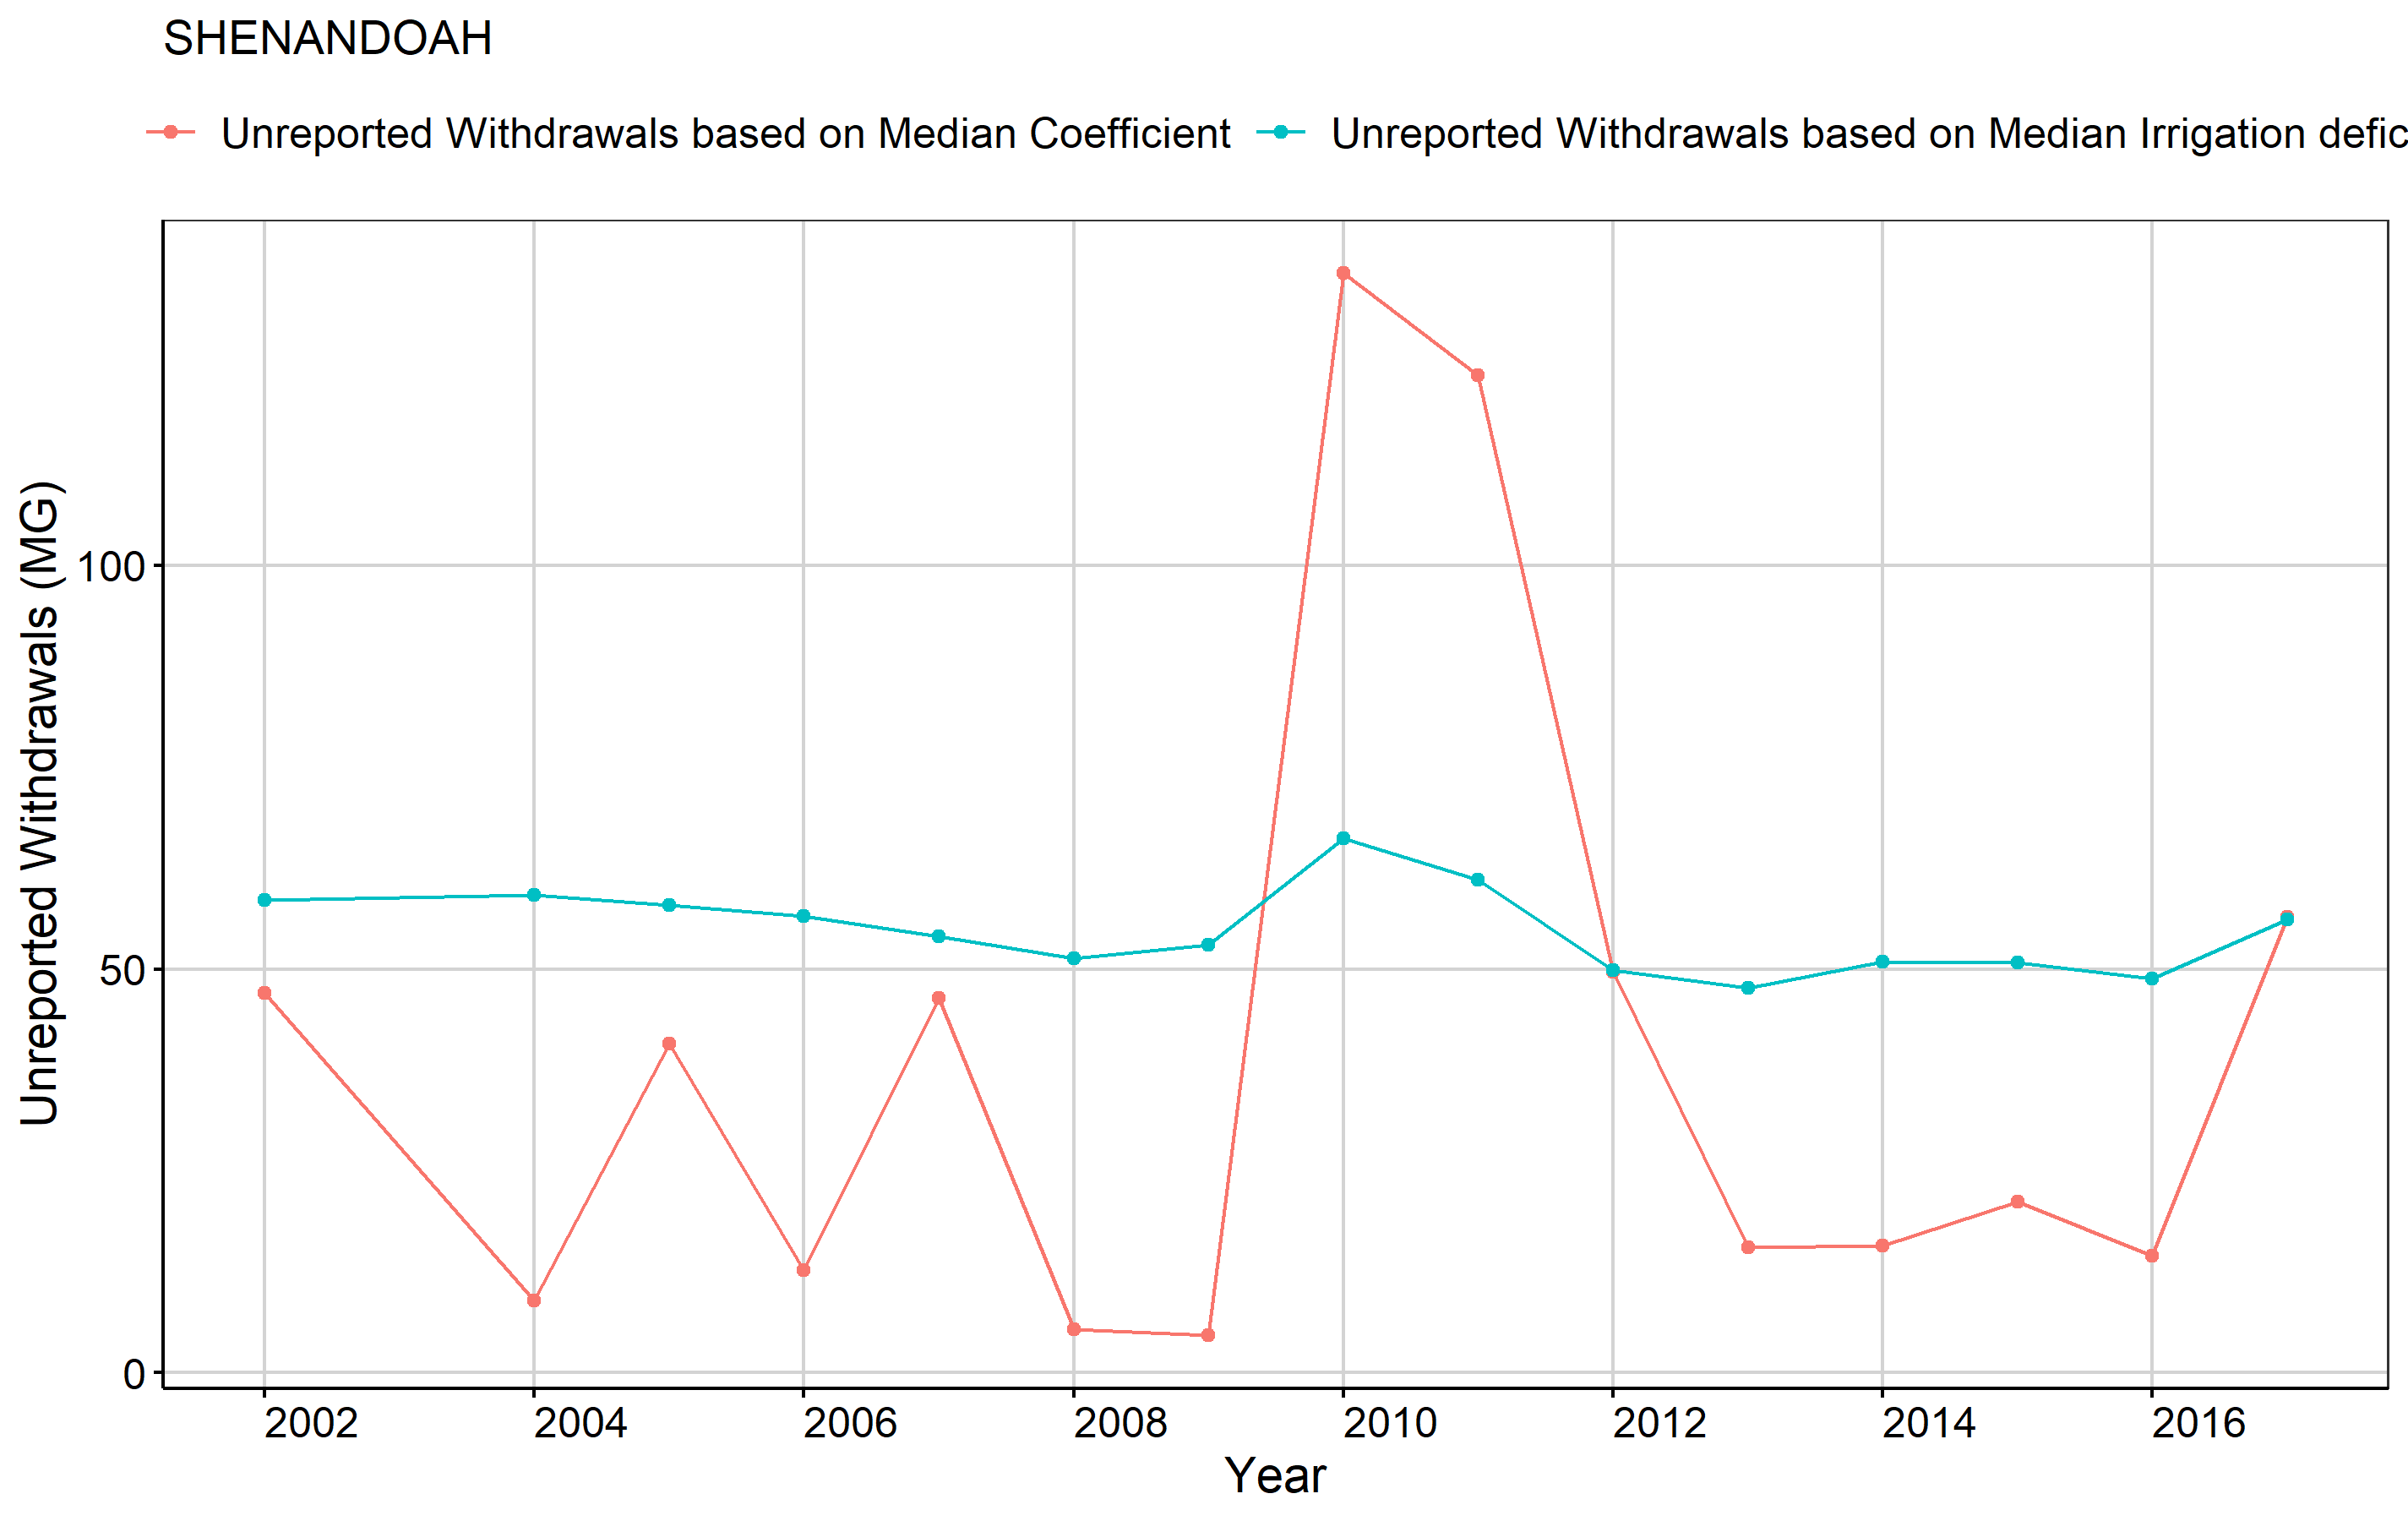 SHENANDOAH
Unreported Withdrawals based on Median Coefficient Unreported Withdrawals based on Median Irrigation defic
Unreported Withdrawals (MG)
100
50
0
2002 2004 2006 2008 2010 2012 2014 2016
Year